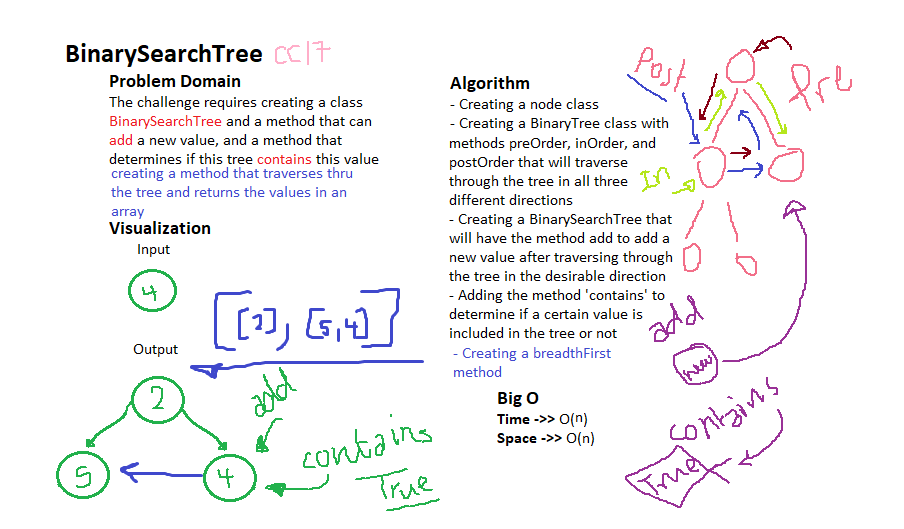 BinarySearchTree CC17
Problem Domain
The challenge requires creating a class
BinarySearchTree and a method that can
add a new value, and a method that
determines if this tree contains this value
creating a method that traverses thru
the tree and returns the values in an
array
Visualization
Input
4
[[2], [5,4]]
Output
2
add
5
4
contains
True
Algorithm
- Creating a node class
- Creating a BinaryTree class with
methods preOrder, inOrder, and
postOrder that will traverse
through the tree in all three
different directions
- Creating a BinarySearchTree that
will have the method add to add a
new value after traversing through
the tree in the desirable direction
- Adding the method 'contains' to
determine if a certain value is
included in the tree or not
- Creating a breadthFirst
method
Big O
Time ->> O(n)
Space ->> O(n)
Post
Pre
In
add
new
contains
True